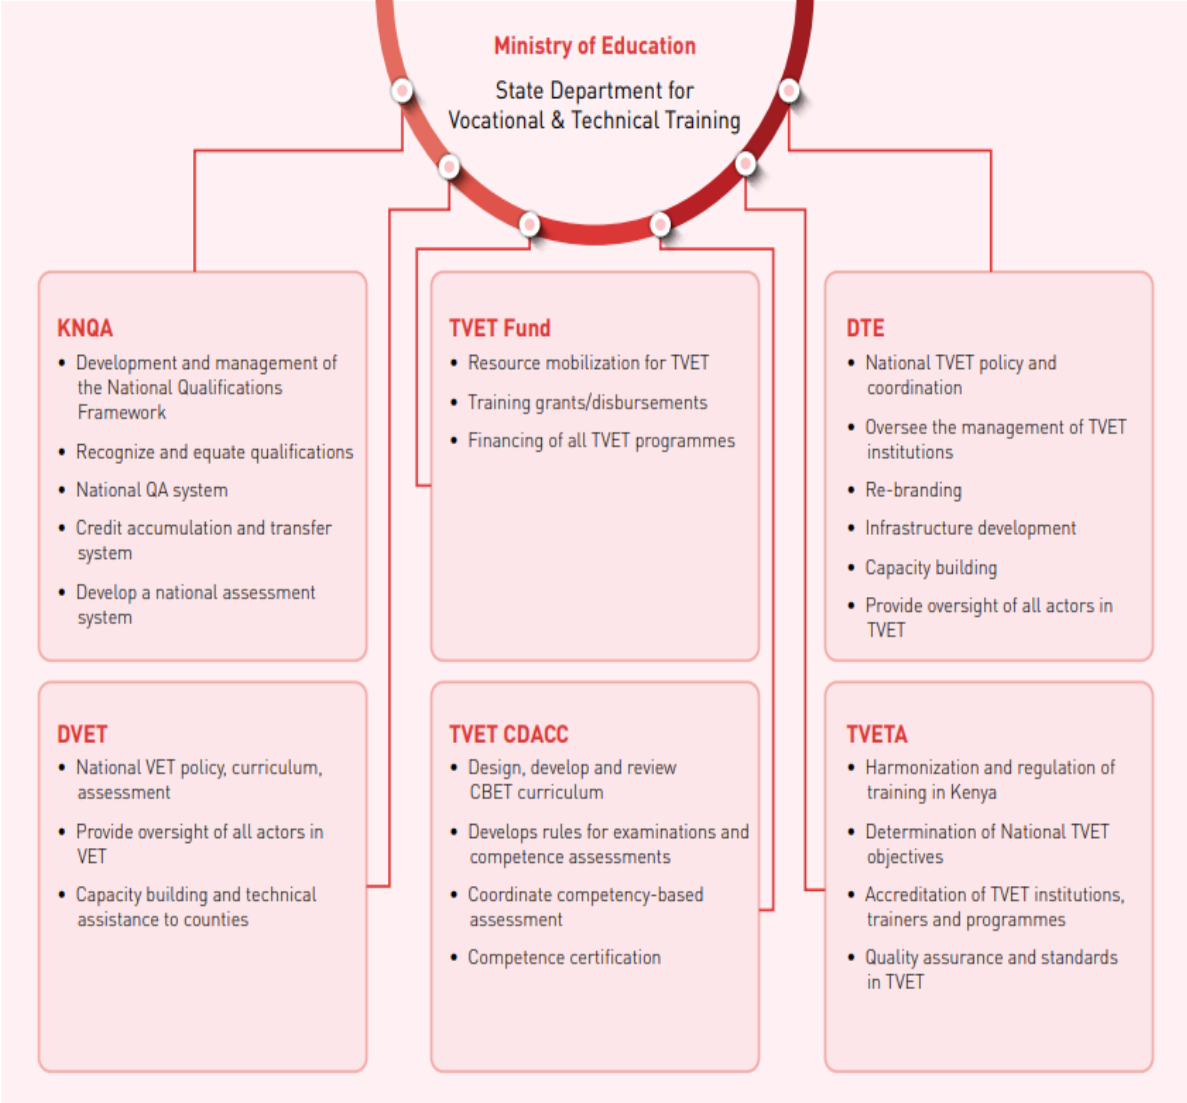 Ministry of Education
State Department for
Vocational & Technical Training
KNQA
• Development and management of
the National Qualifications
Framework
• Recognize and equate qualifications
• National QA system
• Credit accumulation and transfer
system
• Develop a national assessment
system
TVET Fund
• Resource mobilization for TVET
• Training grants/disbursements
• Financing of all TVET programmes
DTE
• National TVET policy and
coordination
• Oversee the management of TVET
institutions
• Re-branding
• Infrastructure development
• Capacity building
• Provide oversight of all actors in
TVET
DVET
• National VET policy, curriculum,
assessment
• Provide oversight of all actors in
VET
• Capacity building and technical
assistance to counties
TVET CDACC
• Design, develop and review
CBET curriculum
• Develops rules for examinations and
competence assessments
• Coordinate competency-based
assessment
• Competence certification
TVETA
• Harmonization and regulation of
training in Kenya
• Determination of National TVET
objectives
• Accreditation of TVET institutions,
trainers and programmes
• Quality assurance and standards
in TVET